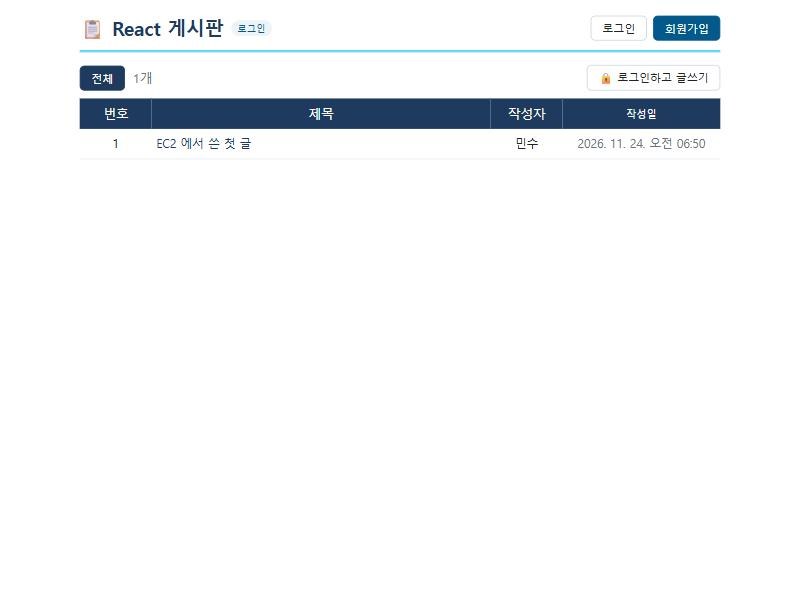 React 게시판 로그인 로그인 회원가입
전체 1개 로그인하고 글쓰기
번호 제목 작성자 작성일
1 EC2 에서 쓴 첫 글 민수 2026. 11. 24. 오전 06:50